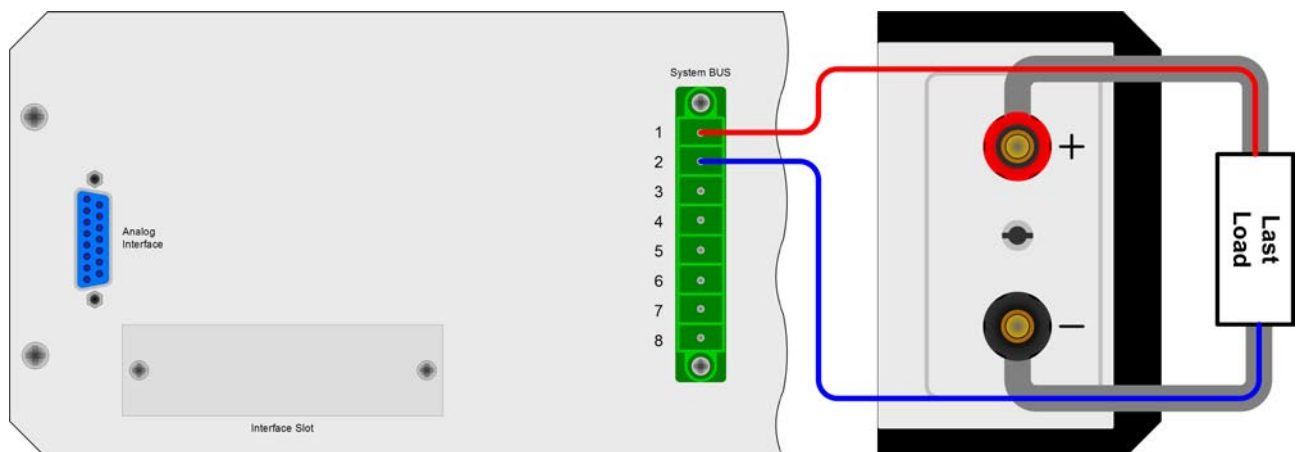 System BUS
1
2
3
4
5
6
7
8
Analog
Interface
Interface Slot
+
−
Last
Load